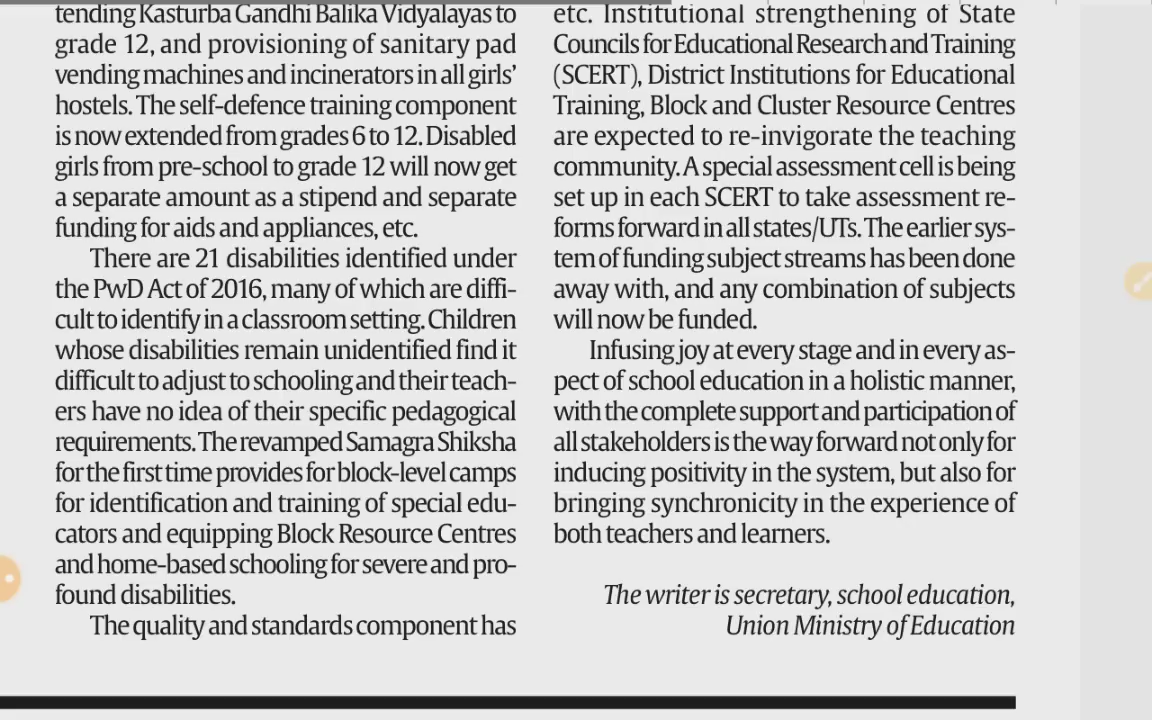 tending Kasturba Gandhi Balika Vidyalayas to
grade 12, and provisioning of sanitary pad
vending machines and incinerators in all girls’
hostels. The self-defence training component
is now extended from grades 6 to 12. Disabled
girls from pre-school to grade 12 will now get
a separate amount as a stipend and separate
funding for aids and appliances, etc.
There are 21 disabilities identified under
the PwD Act of 2016, many of which are diffi-
cult to identify in a classroom setting. Children
whose disabilities remain unidentified find it
difficult to adjust to schooling and their teach-
ers have no idea of their specific pedagogical
requirements. The revamped Samagra Shiksha
for the first time provides for block-level camps
for identification and training of special edu-
cators and equipping Block Resource Centres
and home-based schooling for severe and pro-
found disabilities.
The quality and standards component has
etc. Institutional strengthening of State
Councils for Educational Research and Training
(SCERT), District Institutions for Educational
Training, Block and Cluster Resource Centres
are expected to re-invigorate the teaching
community. A special assessment cell is being
set up in each SCERT to take assessment re-
forms forward in all states/UTs. The earlier sys-
tem of funding subject streams has been done
away with, and any combination of subjects
will now be funded.
Infusing joy at every stage and in every as-
pect of school education in a holistic manner,
with the complete support and participation of
all stakeholders is the way forward not only for
inducing positivity in the system, but also for
bringing synchronicity in the experience of
both teachers and learners.
The writer is secretary, school education,
Union Ministry of Education